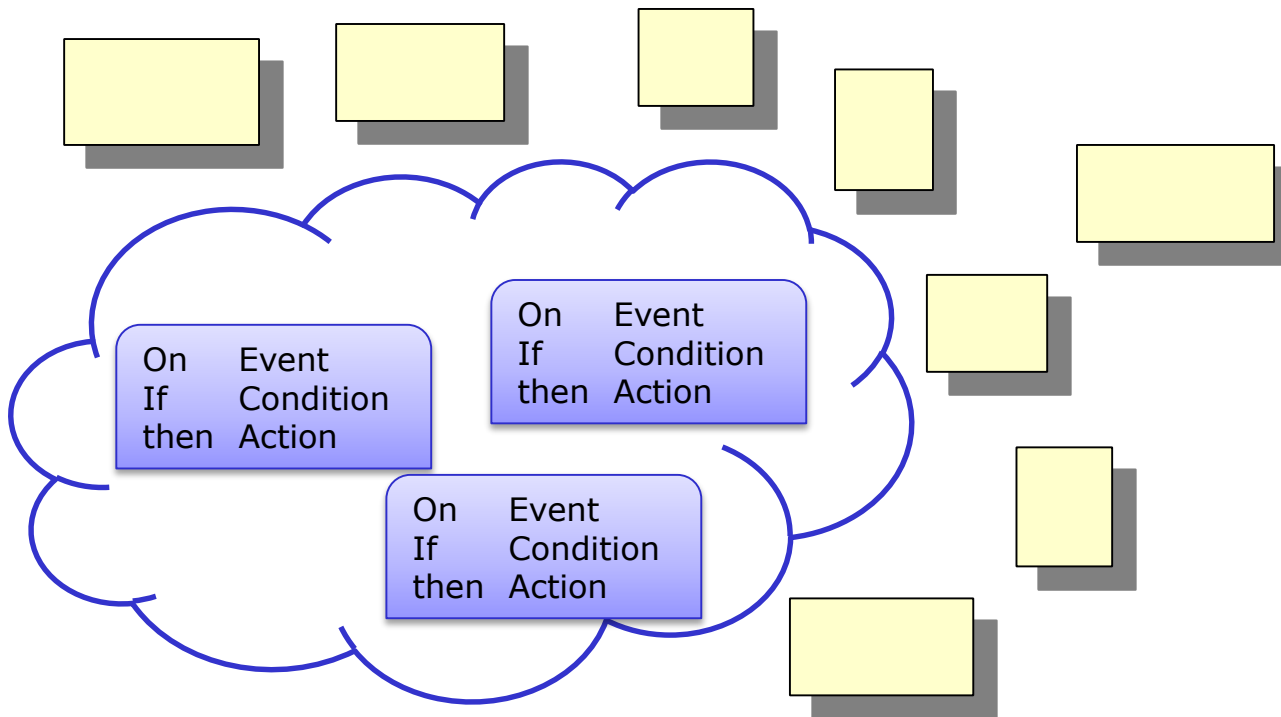 On Event
If Condition
then Action
On Event
If Condition
then Action
On Event
If Condition
then Action